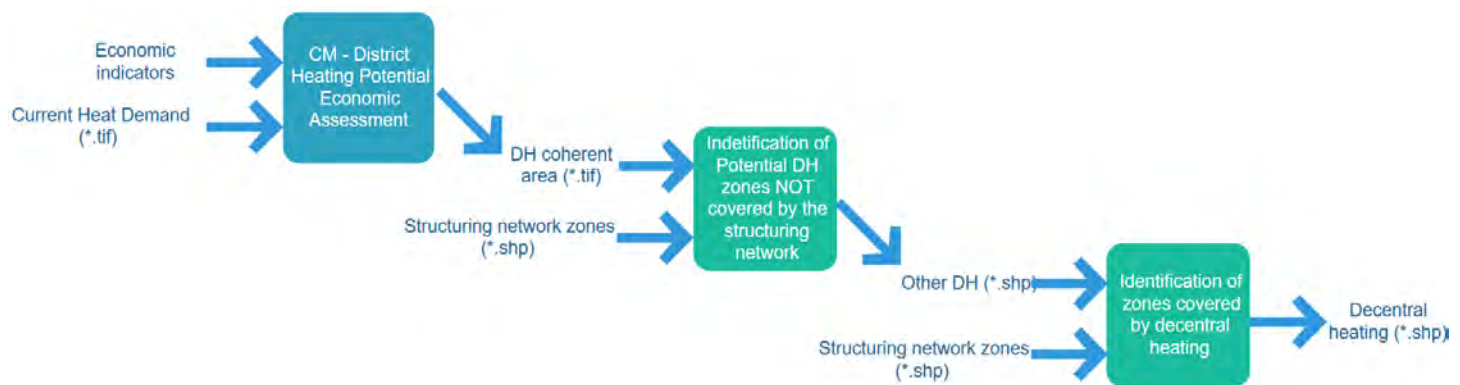 Economic
indicators
Current Heat Demand
(*.tif)
CM - District
Heating Potential
Economic
Assessment
DH coherent
area (*.tif)
Structuring network zones
(*.shp)
Indetification of
Potential DH
zones NOT
covered by the
structuring
network
Other DH (*.shp)
Structuring network zones
(*.shp)
Identification of
zones covered
by decentral
heating
Decentral
heating (*.shp)